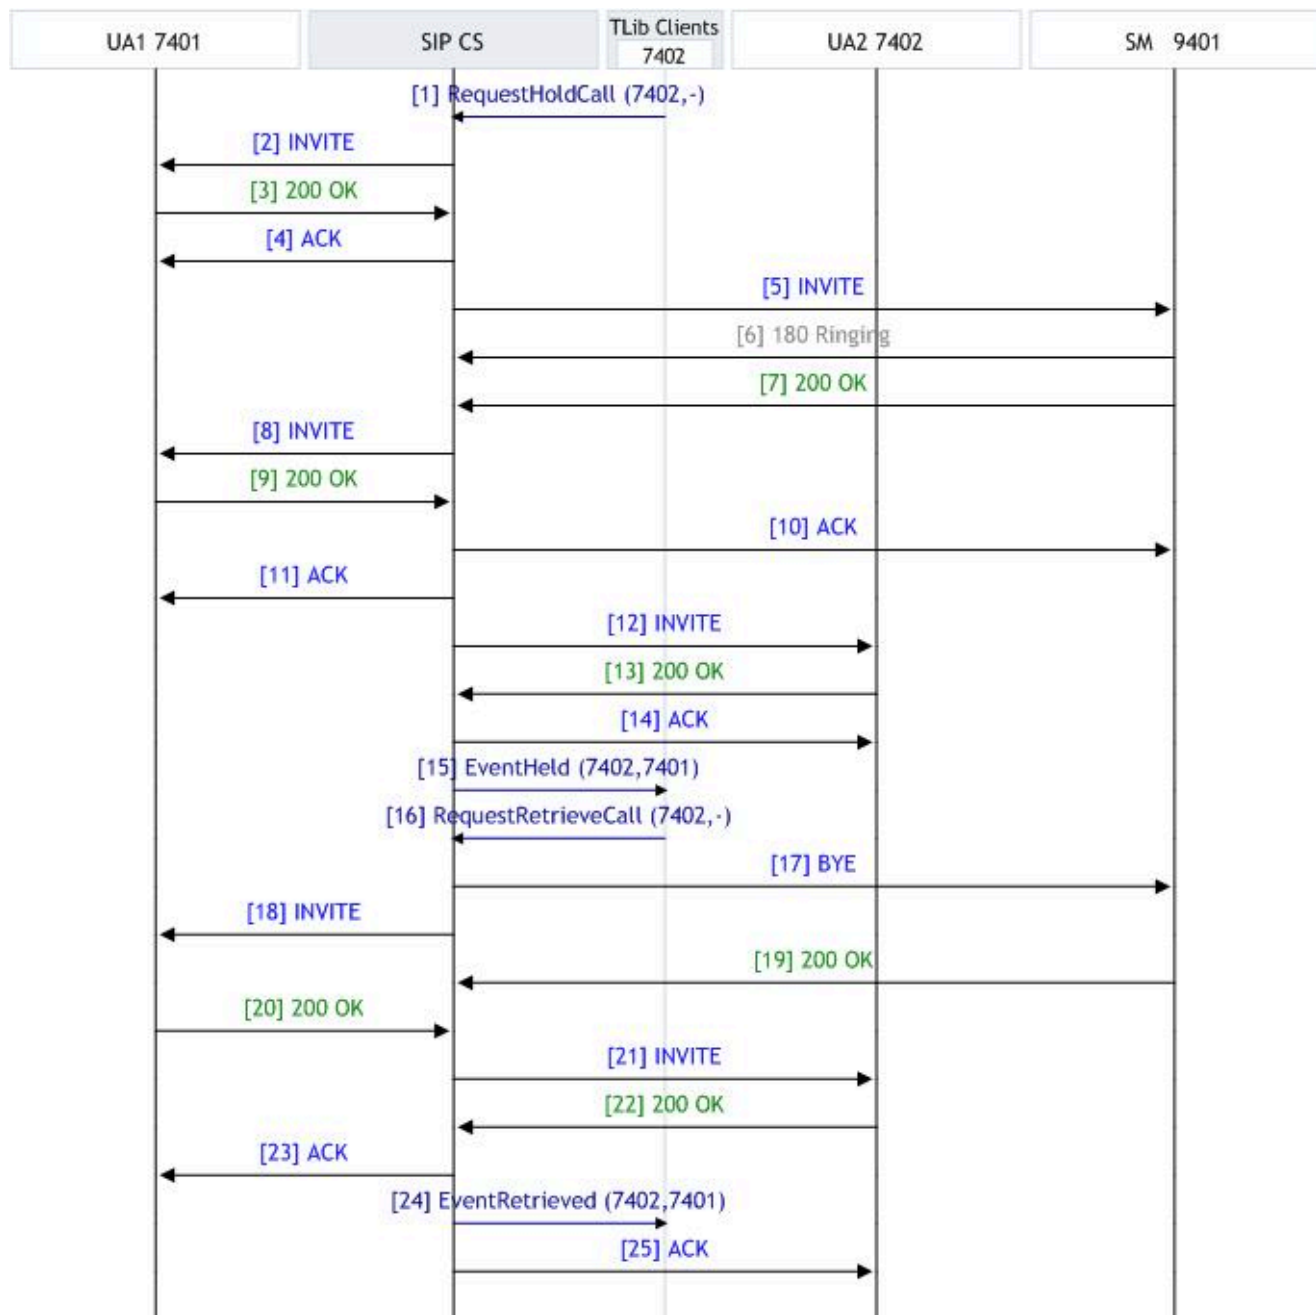 UA1 7401
SIP CS
TLib Clients
7402
UA2 7402
SM 9401
[1] RequestHoldCall (7402,-)
[2] INVITE
[3] 200 OK
[4] ACK
[5] INVITE
[6] 180 Ringing
[7] 200 OK
[8] INVITE
[9] 200 OK
[10] ACK
[11] ACK
[12] INVITE
[13] 200 OK
[14] ACK
[15] EventHeld (7402,7401)
[16] RequestRetrieveCall (7402,-)
[17] BYE
[18] INVITE
[19] 200 OK
[20] 200 OK
[21] INVITE
[22] 200 OK
[23] ACK
[24] EventRetrieved (7402,7401)
[25] ACK